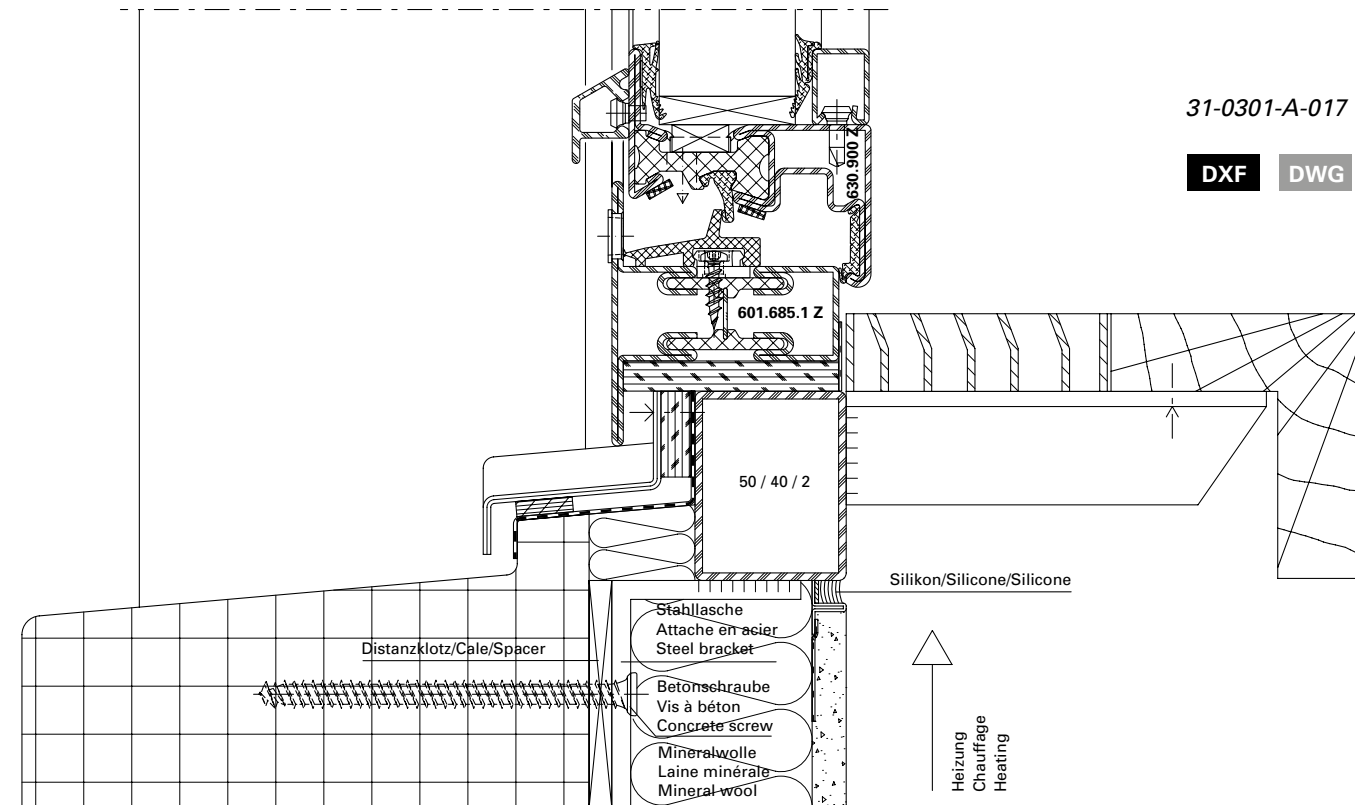 31-0301-A-017
DXF DWG
630.900 Z
601.685.1 Z
50 / 40 / 2
Silikon/Silicone/Silicone
Stahllasche
Attache en acier
Steel bracket
Distanzklotz/Cale/Spacer
Betonschraube
Vis à béton
Concrete screw
Mineralwolle
Laine minérale
Mineral wool
Heizung
Chauffage
Heating